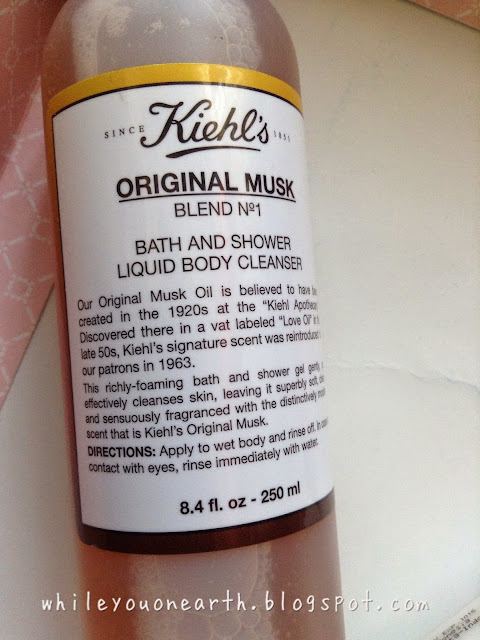 SINCE Kiehl's 1851
ORIGINAL MUSK
BLEND Nº1
BATH AND SHOWER
LIQUID BODY CLEANSER
Our Original Musk Oil is believed to have
created in the 1920s at the "Kiehl
Discovered there in a vat labeled "Love Oil"
late 50s, Kiehl's signature scent was
our patrons in 1963.
This richly-foaming bath and shower gel
effectively cleanses skin, leaving it superbly soft,
and sensuously fragranced with the distinctively
scent that is Kiehl's Original Musk.
DIRECTIONS: Apply to wet body and rinse off. In
contact with eyes, rinse immediately with water.
8.4 fl. oz - 250 ml
whileyouonearth.blogspot.com